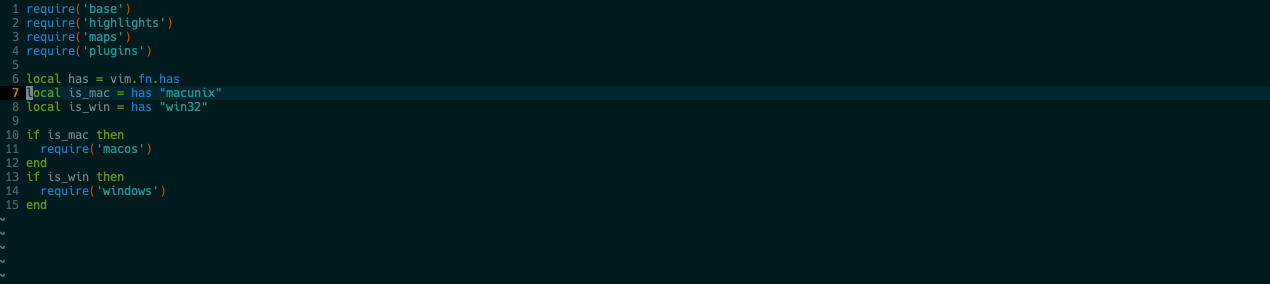 1 require('base')
2 require('highlights')
3 require('maps')
4 require('plugins')
5
6 local has = vim.fn.has
7 local is_mac = has "macunix"
8 local is_win = has "win32"
9
10 if is_mac then
11   require('macos')
12 end
13 if is_win then
14   require('windows')
15 end
~
~
~
~
~